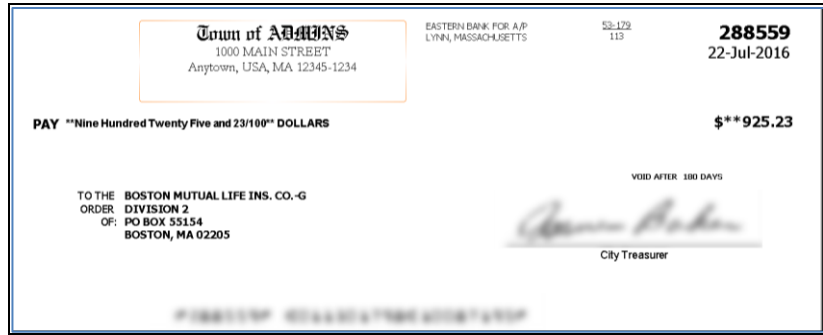 Town of ADMINS
1000 MAIN STREET
Anytown, USA, MA 12345-1234
EASTERN BANK FOR A/P
LYNN, MASSACHUSETTS
53-179
113
288559
22-Jul-2016
PAY **Nine Hundred Twenty Five and 23/100** DOLLARS
$**925.23
VOID AFTER 180 DAYS
TO THE BOSTON MUTUAL LIFE INS. CO.-G
ORDER DIVISION 2
OF: PO BOX 55154
BOSTON, MA 02205
City Treasurer